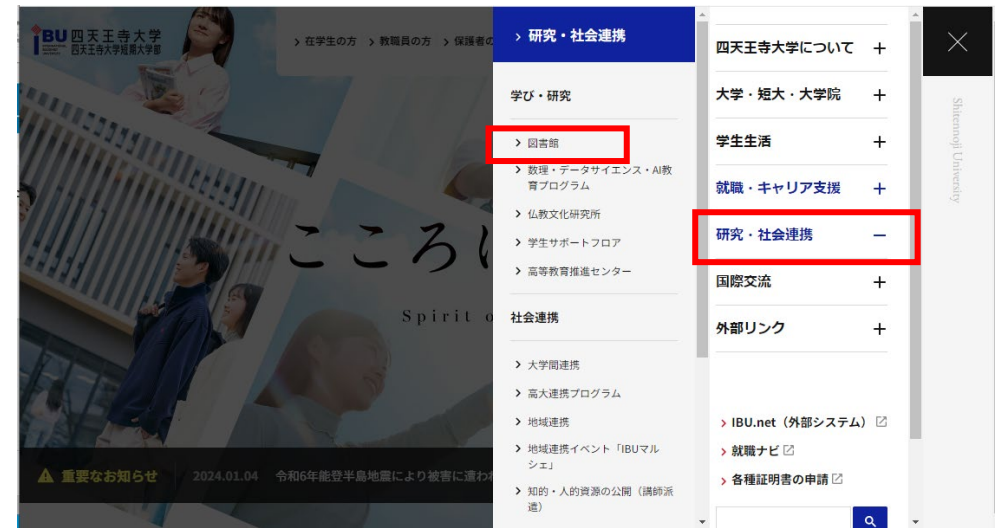 IBU 四天王寺大学
四天王寺大学短期大学部
> 在学生の方 > 教職員の方 > 保護者の
こころに
Spirit o
重要なお知らせ 2024.01.04 令和6年能登半島地震により被害に遭われ
> 研究・社会連携
学び・研究
> 図書館
> 数理・データサイエンス・AI教
育プログラム
> 仏教文化研究所
> 学生サポートフロア
> 高等教育推進センター
社会連携
> 大学間連携
> 高大連携プログラム
> 地域連携
> 地域連携イベント「IBUマル
シェ」
> 知的・人的資源の公開（講師派
遣）
四天王寺大学について +
大学・短大・大学院 +
学生生活 +
就職・キャリア支援 +
研究・社会連携 −
国際交流 +
外部リンク +
> IBU.net（外部システム）
> 就職ナビ
> 各種証明書の申請
Shitennoji University